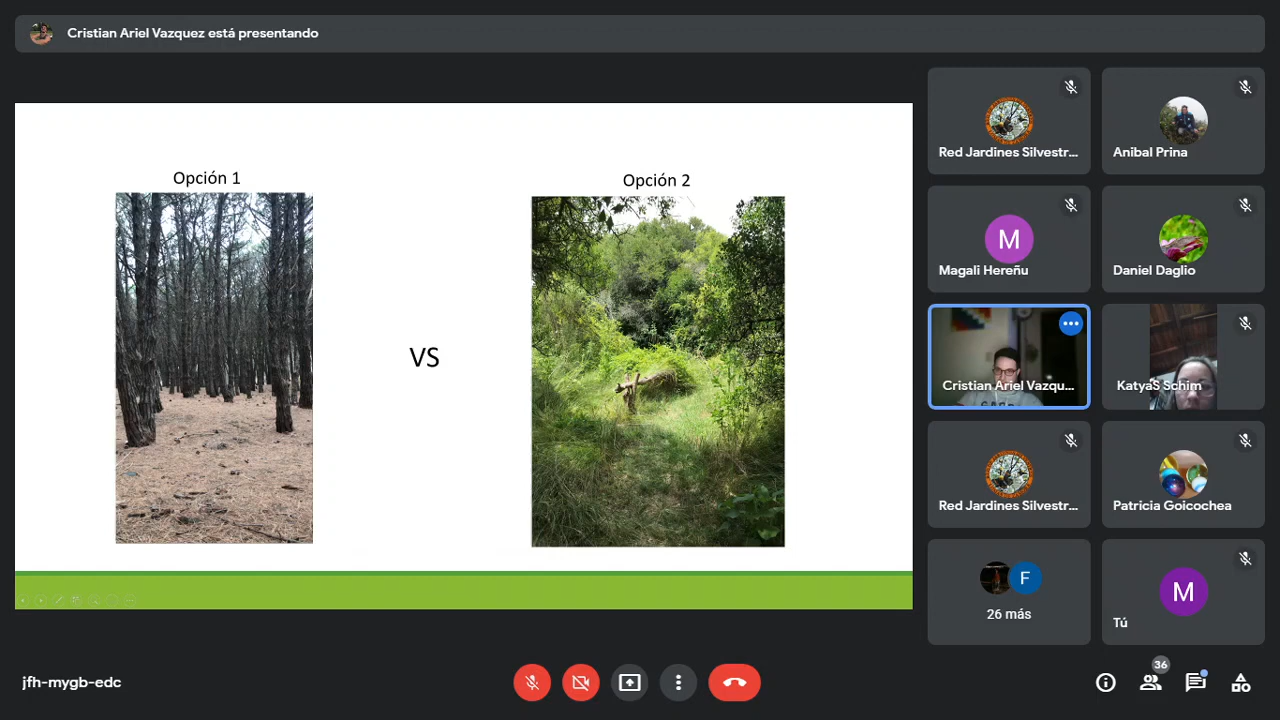 Cristian Ariel Vazquez está presentando
Opción 1
Opción 2
VS
Red Jardines Silvestr...
Anibal Prina
M
Magali Hereñu
Daniel Daglio
Cristian Ariel Vazqu...
KatyaS Schim
Red Jardines Silvestr...
Patricia Goicochea
F
26 más
M
Tú
jfh-mygb-edc
36